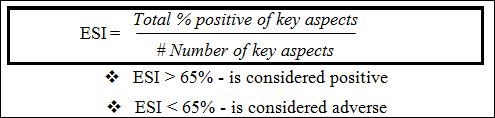 ESI = Total % positive of key aspects
# Number of key aspects
❖ ESI > 65% - is considered positive
❖ ESI < 65% - is considered adverse